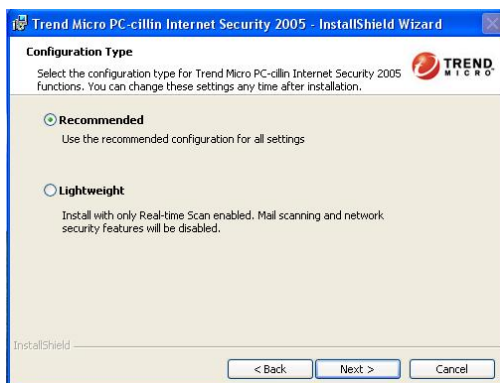 Trend Micro PC-cillin Internet Security 2005 - InstallShield Wizard
Configuration Type
Select the configuration type for Trend Micro PC-cillin Internet Security 2005
functions. You can change these settings any time after installation.
TREND
MICRO
Recommended
Use the recommended configuration for all settings
Lightweight
Install with only Real-time Scan enabled. Mail scanning and network
security features will be disabled.
InstallShield
< Back
Next >
Cancel